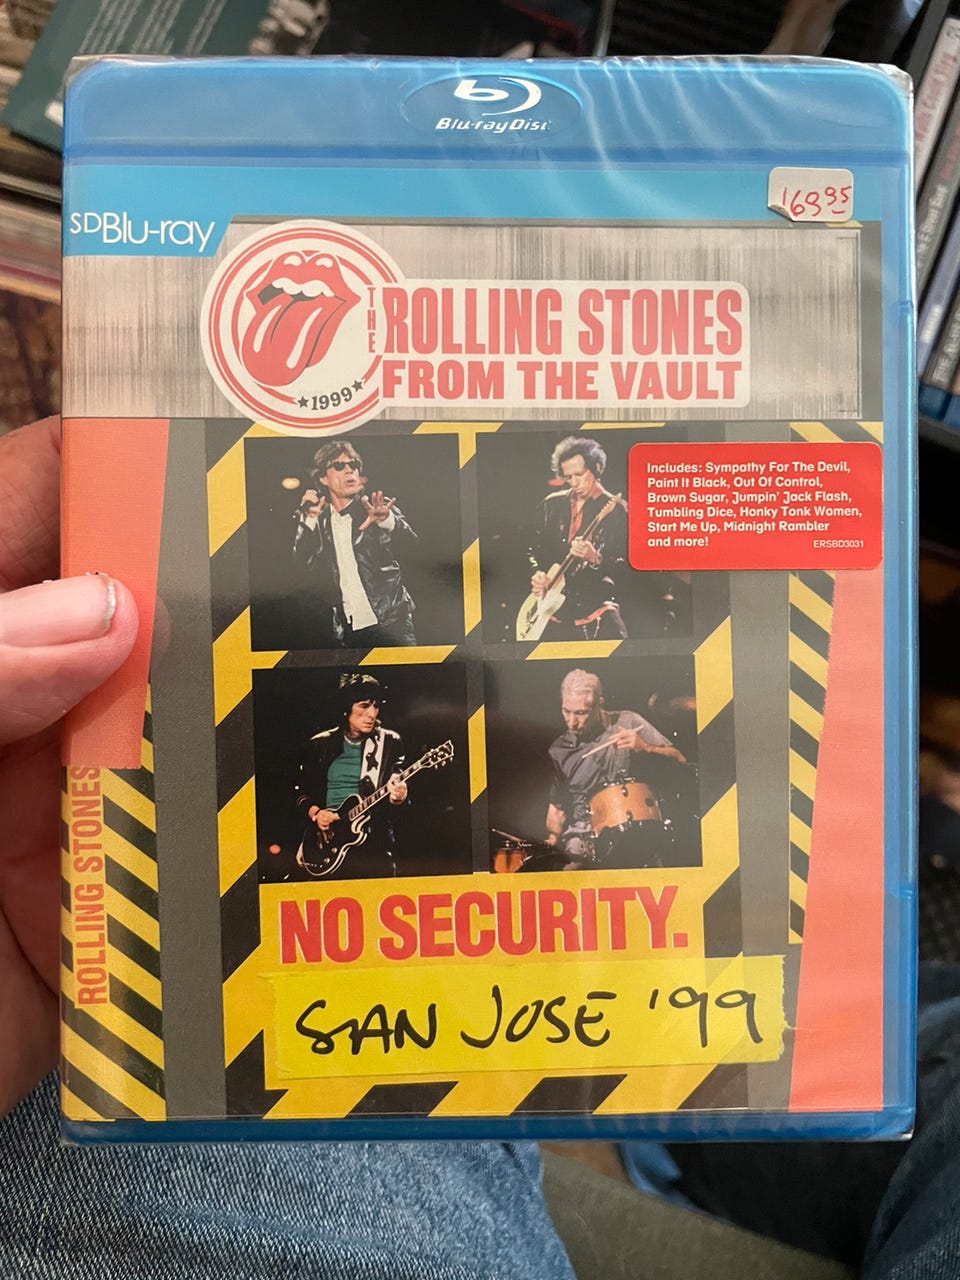 Blu-ray Disc
169.95
SDBlu-ray
THE ROLLING STONES
FROM THE VAULT
★1999★
Includes: Sympathy For The Devil,
Paint It Black, Out Of Control,
Brown Sugar, Jumpin' Jack Flash,
Tumbling Dice, Honky Tonk Women,
Start Me Up, Midnight Rambler
and more!
ERSBD3031
ROLLING STONES
NO SECURITY.
SAN JOSE '99